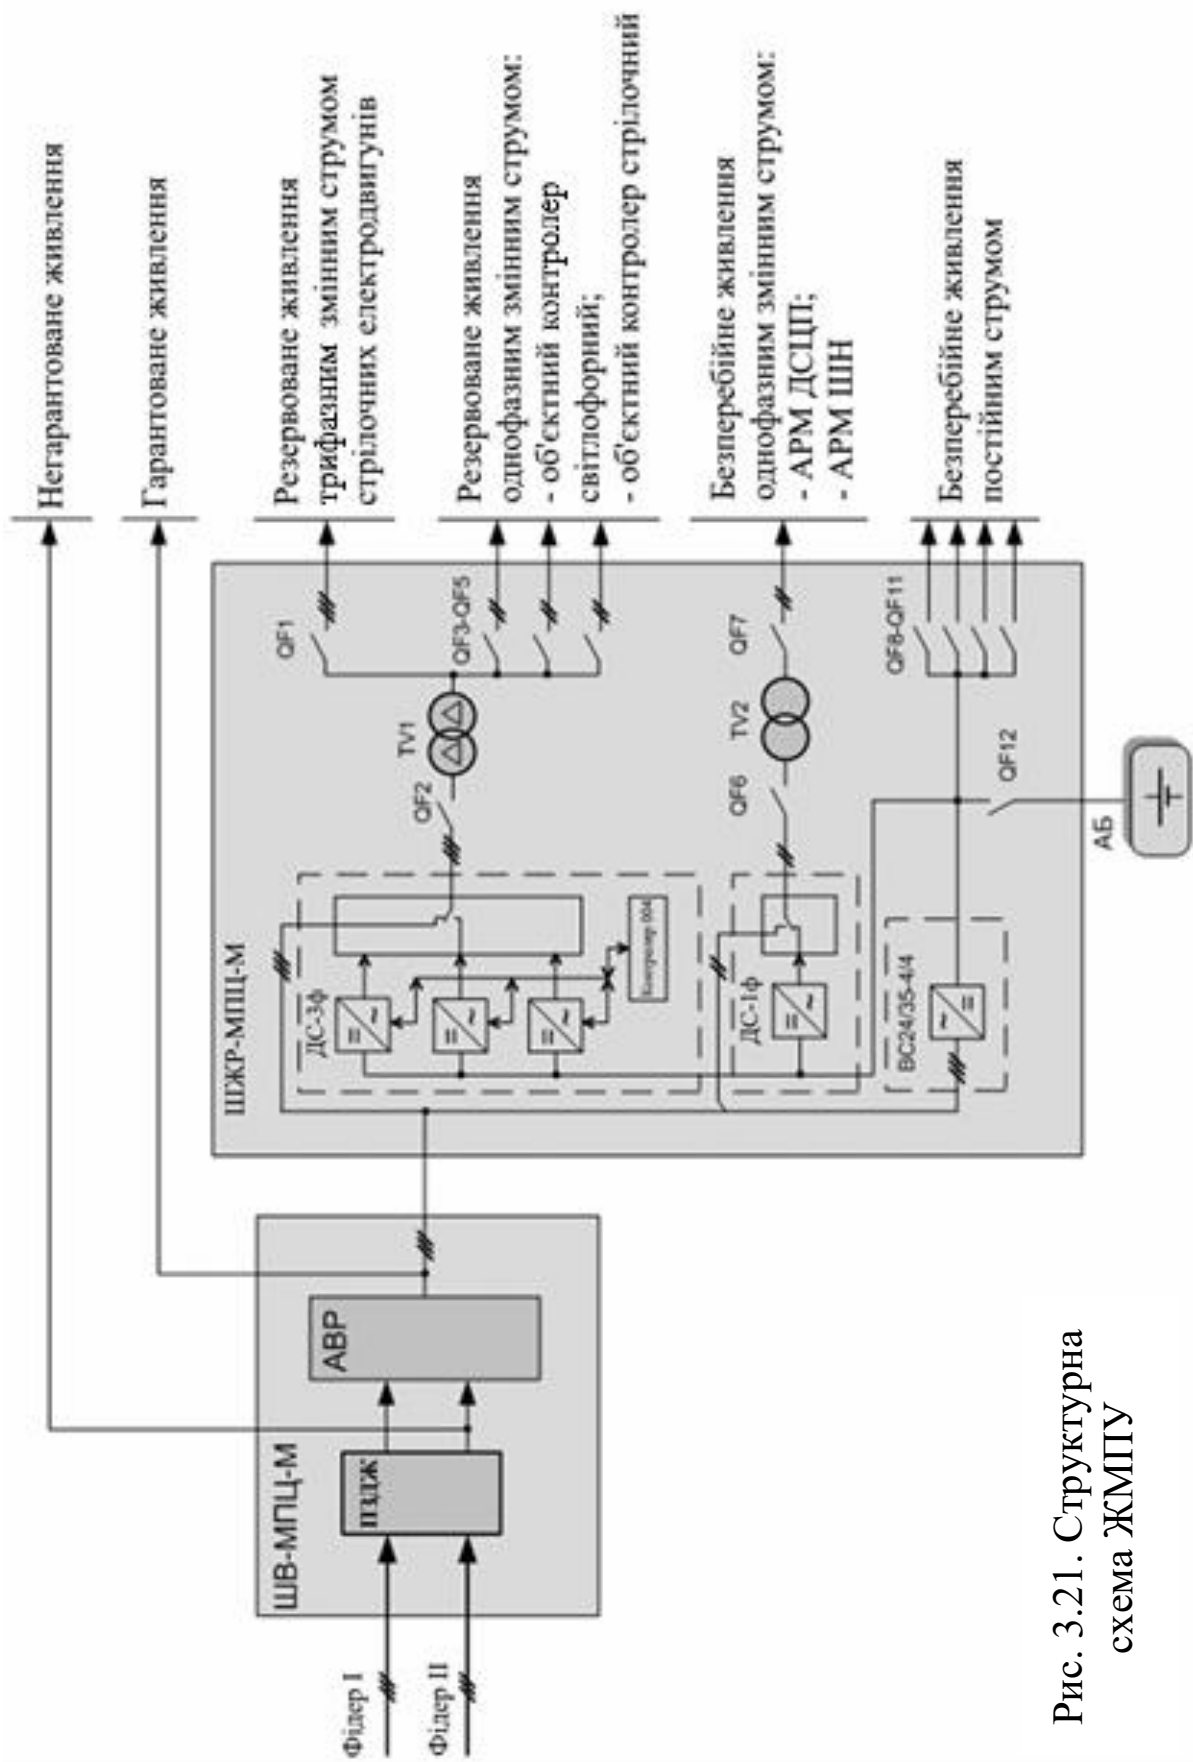 Негарантоване живлення
Гарантоване живлення
Резервоване живлення
трифазним змінним струмом
стрілочних електродвигунів
Резервоване живлення
однофазним змінним струмом:
- об'єктний контролер
світлофорний;
- об'єктний контролер стрілочний
Безперебійне живлення
однофазним змінним струмом:
- АРМ ДСЦП;
- АРМ ШН
Безперебійне живлення
постійним струмом
ШЖР-МПЦ-М
QF1
QF3-QF5
TV1
QF2
ДС-3ф
Контролер 004
QF7
TV2
QF6
ДС-1ф
QF8-QF11
QF12
ВС24/35-4/4
АБ
ШВ-МПЦ-М
АВР
ПЗДЖ
Фідер I
Фідер II
Рис. 3.21. Структурна
схема ЖМПУ